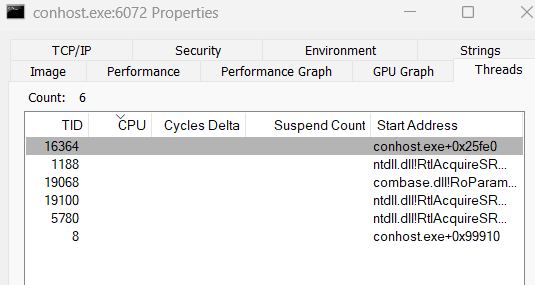 conhost.exe:6072 Properties
TCP/IP Security Environment Strings
Image Performance Performance Graph GPU Graph Threads
Count: 6
TID CPU Cycles Delta Suspend Count Start Address
16364 conhost.exe+0x25fe0
1188 ntdll.dll!RtlAcquireSR...
19068 combase.dll!RoParam...
19100 ntdll.dll!RtlAcquireSR...
5780 ntdll.dll!RtlAcquireSR...
8 conhost.exe+0x99910